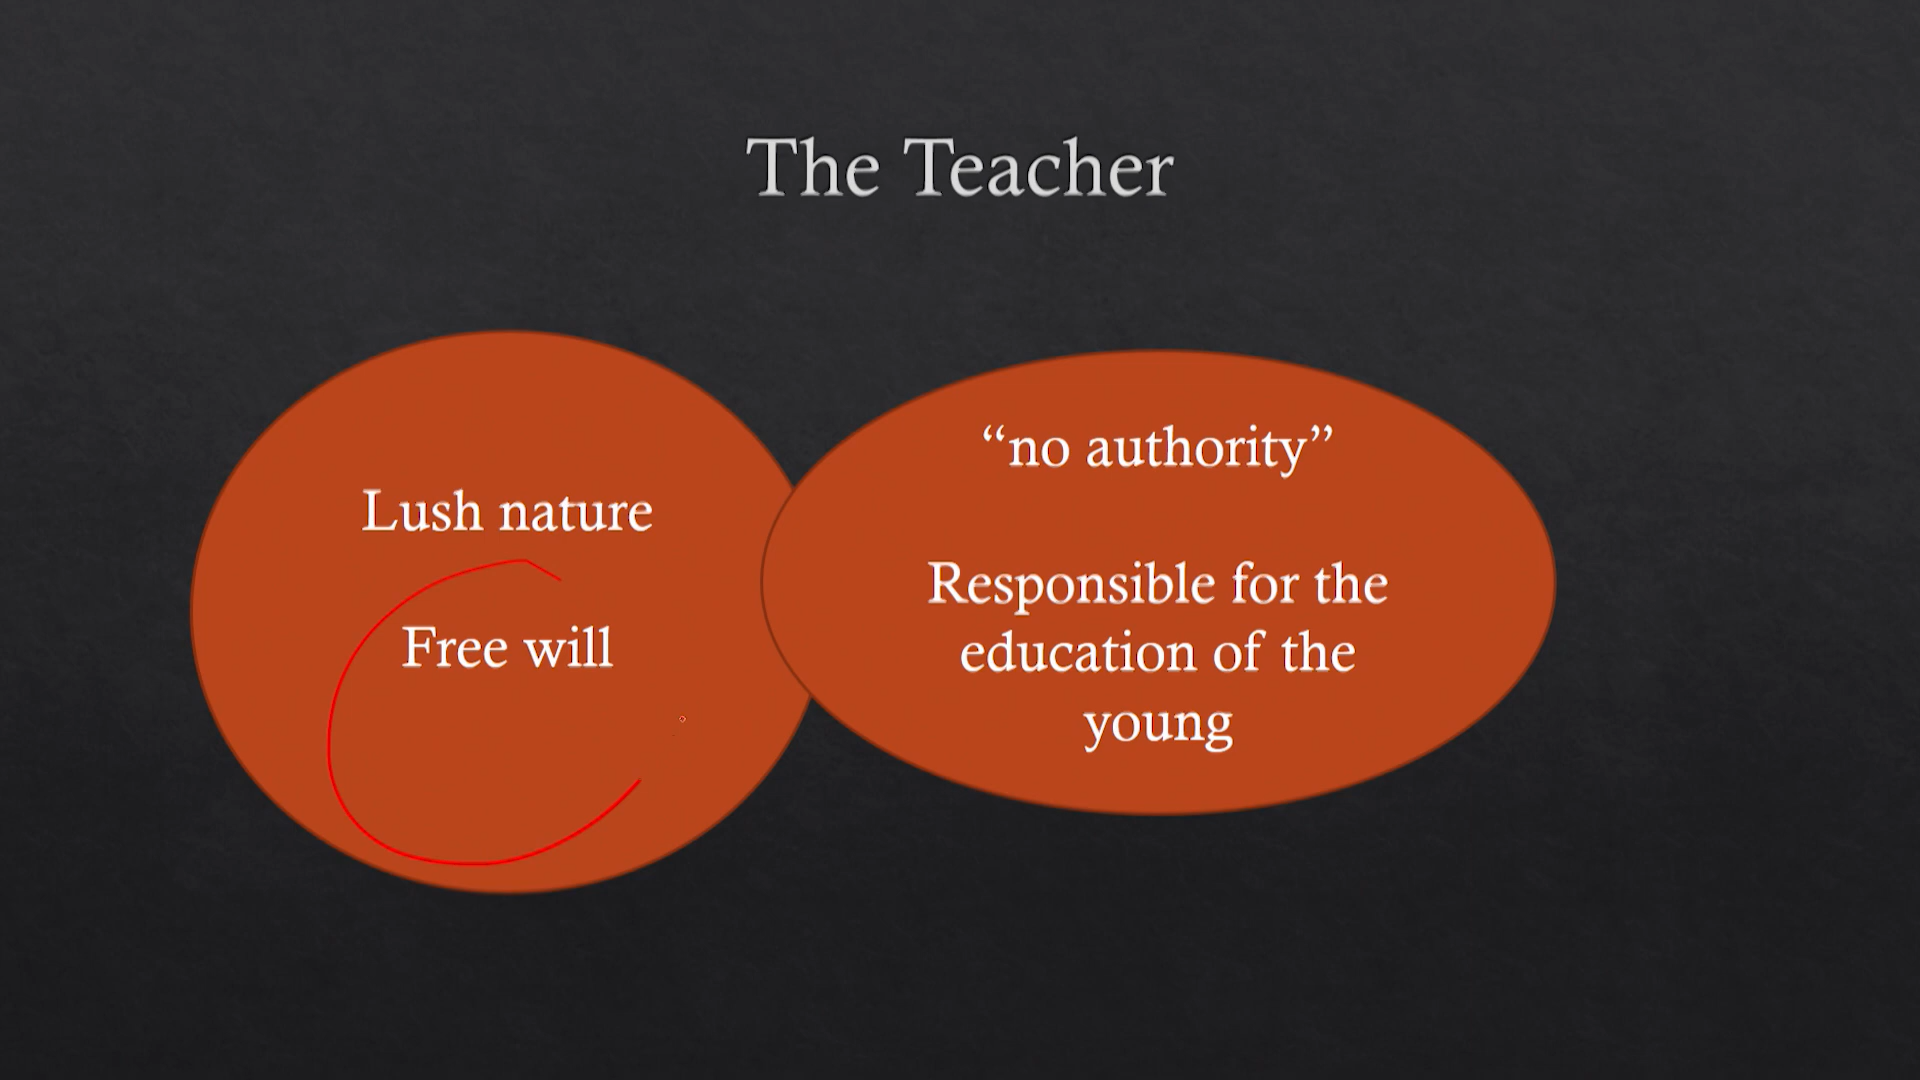 The Teacher
Lush nature
Free will
“no authority”
Responsible for the
education of the
young